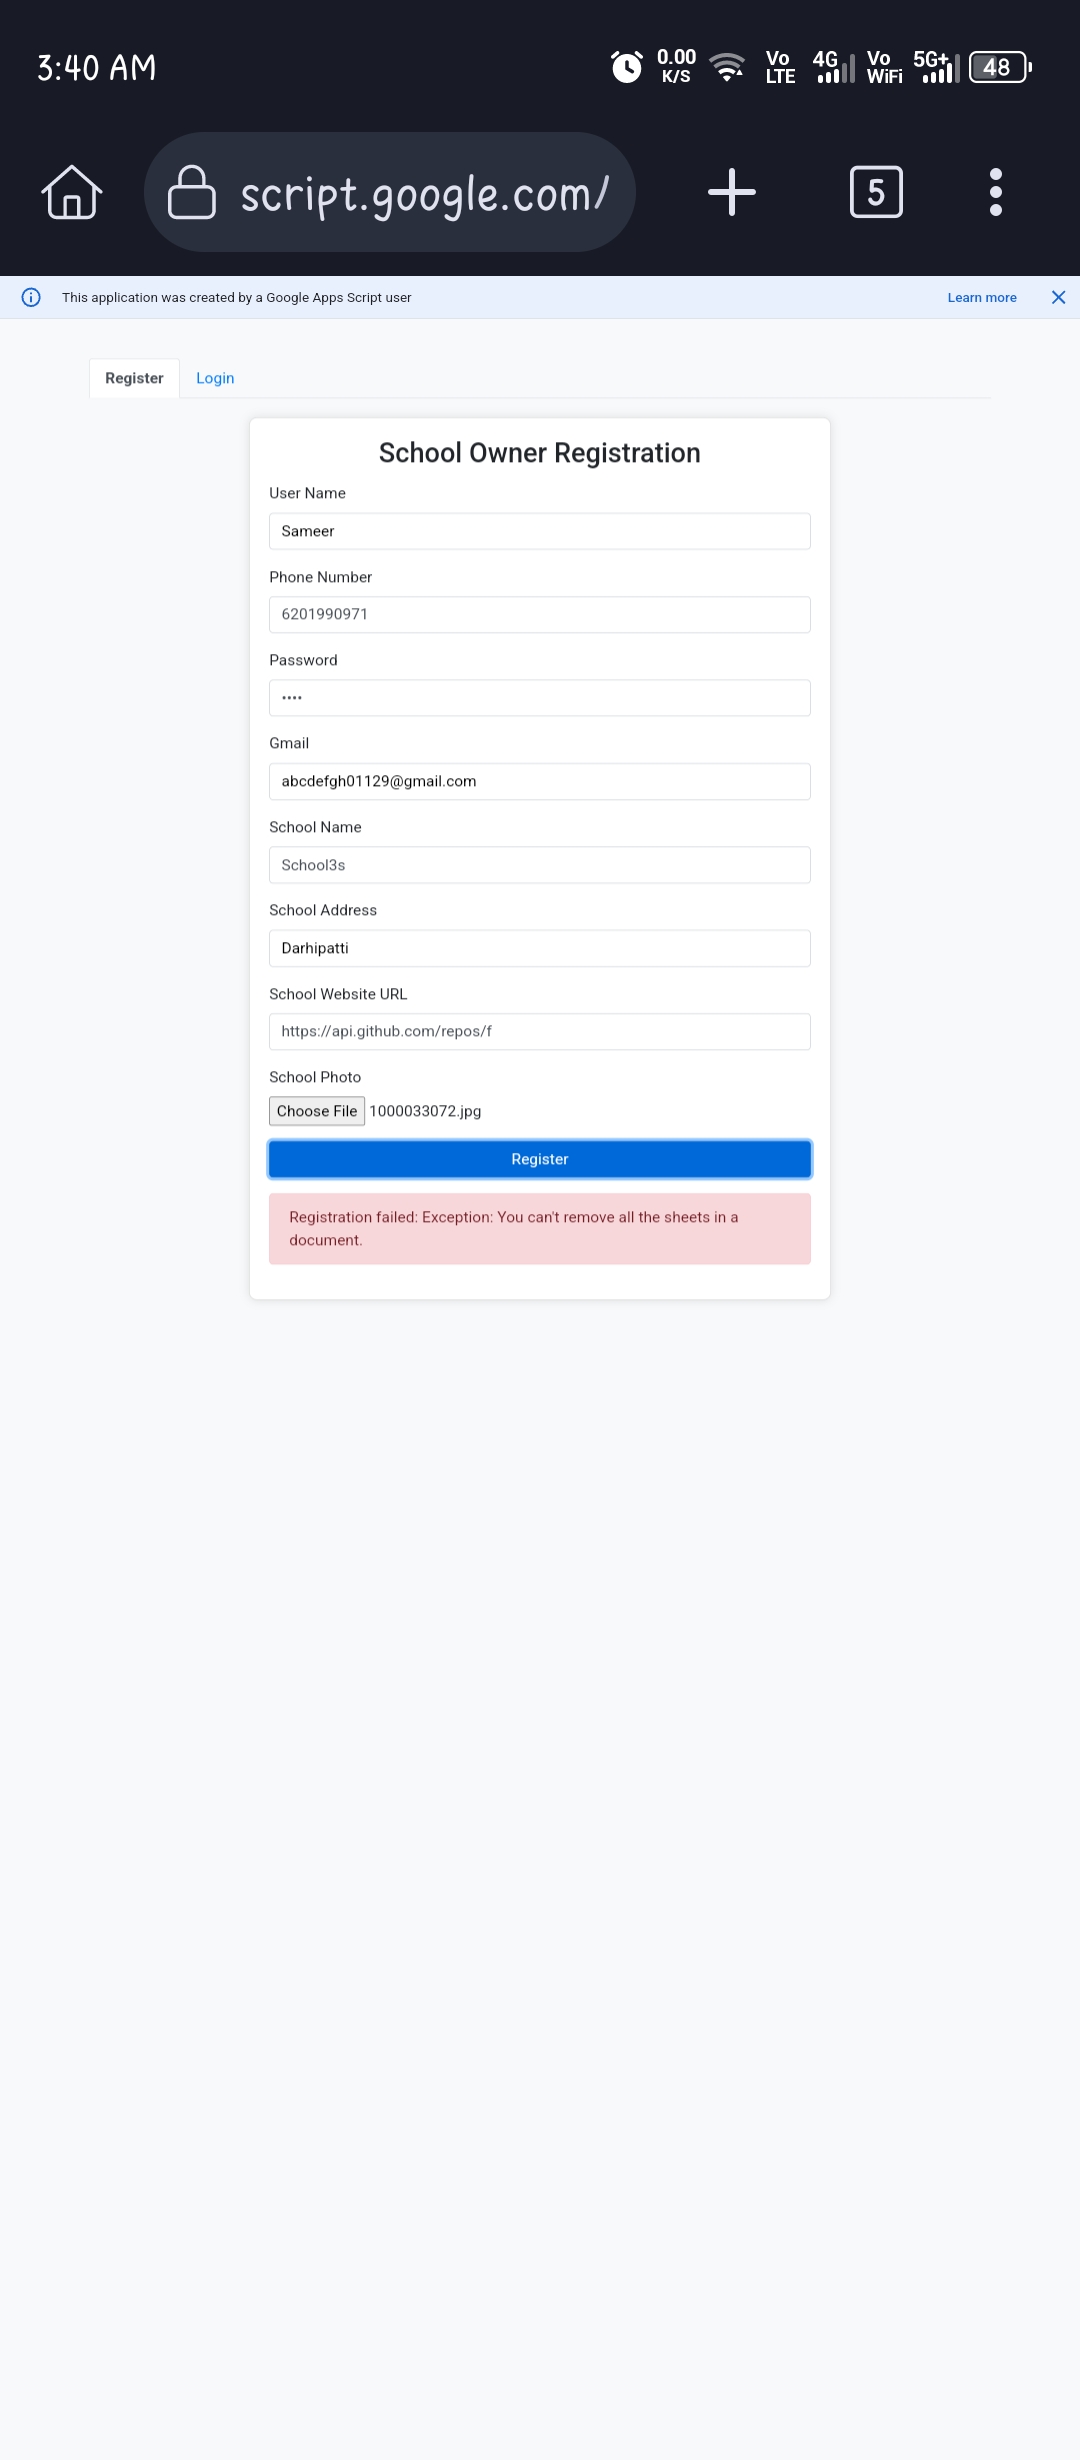 3:40 AM
0.00 K/S Vo LTE 4G Vo WiFi 5G+ 48
script.google.com/
5
This application was created by a Google Apps Script user Learn more
Register Login
School Owner Registration
User Name
Sameer
Phone Number
6201990971
Password
••••
Gmail
abcdefgh01129@gmail.com
School Name
School3s
School Address
Darhipatti
School Website URL
https://api.github.com/repos/f
School Photo
Choose File 1000033072.jpg
Register
Registration failed: Exception: You can't remove all the sheets in a
document.